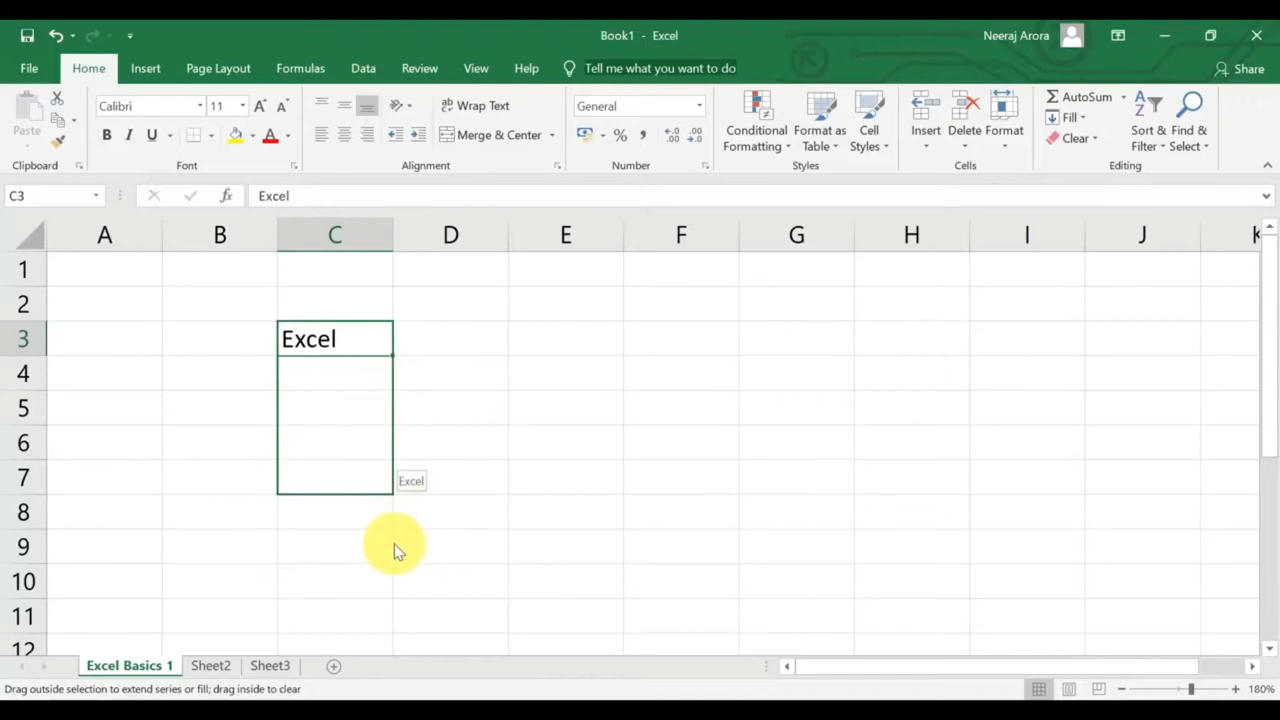 Book1 - Excel
Neeraj Arora
File Home Insert Page Layout Formulas Data Review View Help Tell me what you want to do Share
Calibri 11 Wrap Text General AutoSum
Paste B I U Merge & Center Conditional Formatting Format as Table Cell Styles Insert Delete Format Fill Sort & Filter Find & Select
Clear
Clipboard Font Alignment Number Styles Cells Editing
C3 fx Excel
A B C D E F G H I J K
1
2
3 Excel
4
5
6
7 Excel
8
9
10
11
12
Excel Basics 1 Sheet2 Sheet3
Drag outside selection to extend series or fill; drag inside to clear 180%